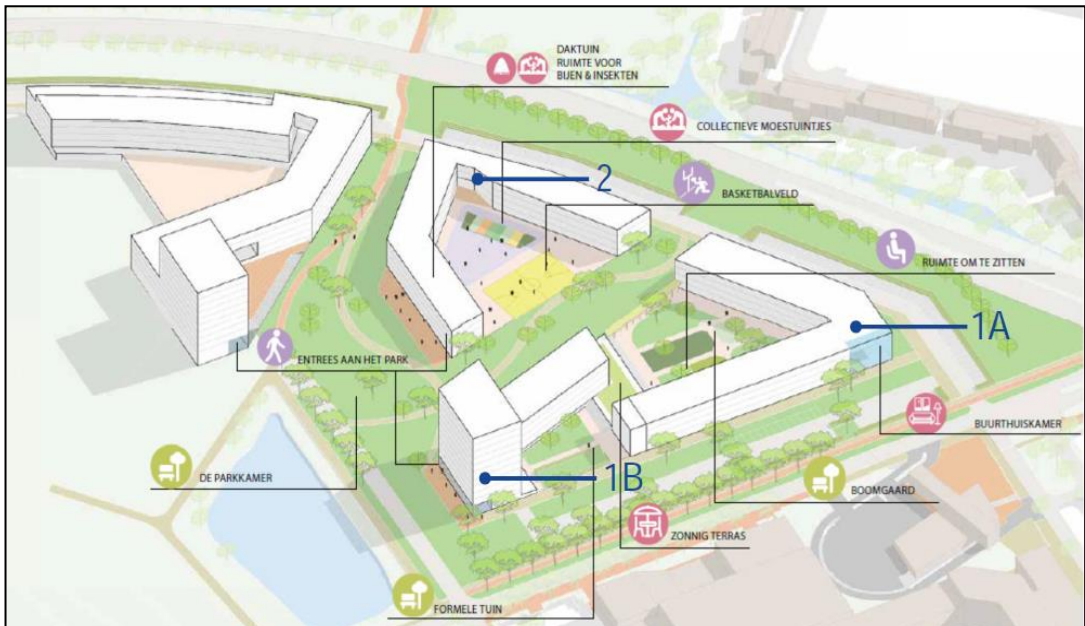 DAKTUIN
RUIMTE VOOR
BIJEN & INSEKTEN
COLLECTIEVE MOESTUINTJES
2
BASKETBALVELD
RUIMTE OM TE ZITTEN
1A
ENTREES AAN HET PARK
BUURTHUISKAMER
DE PARKKAMER
1B
BOOMGAARD
ZONNIG TERRAS
FORMELE TUIN